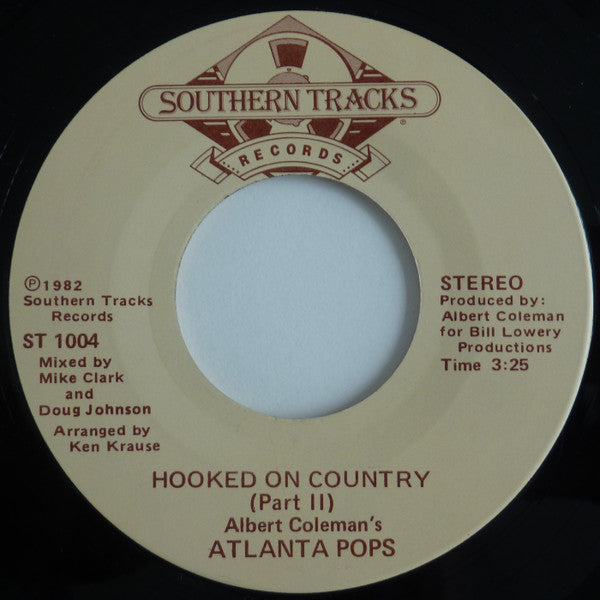 SOUTHERN TRACKS
®
...RECORDS...
℗1982
Southern Tracks
Records
ST 1004
Mixed by
Mike Clark
and
Doug Johnson
Arranged by
Ken Krause
STEREO
Produced by:
Albert Coleman
for Bill Lowery
Productions
Time 3:25
HOOKED ON COUNTRY
(Part II)
Albert Coleman's
ATLANTA POPS